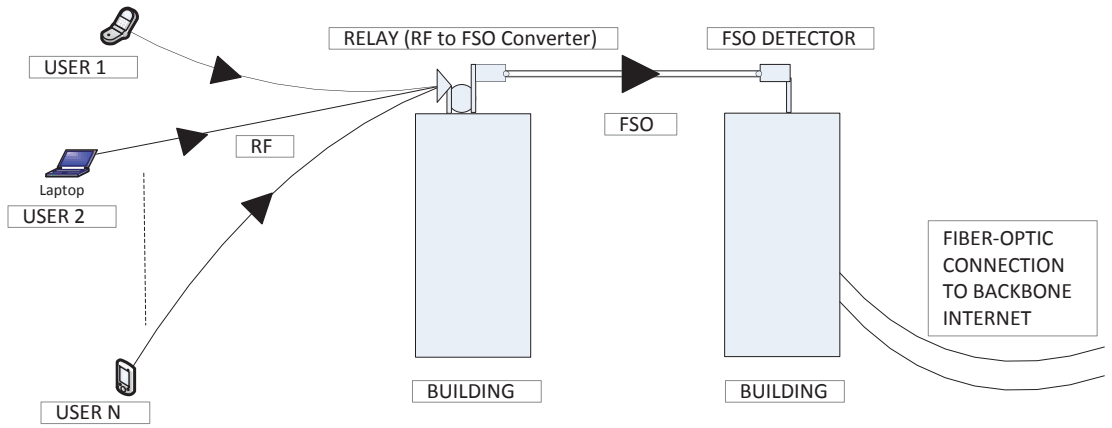 USER 1
RELAY (RF to FSO Converter)
FSO DETECTOR
RF
FSO
Laptop
USER 2
FIBER-OPTIC
CONNECTION
TO BACKBONE
INTERNET
USER N
BUILDING
BUILDING